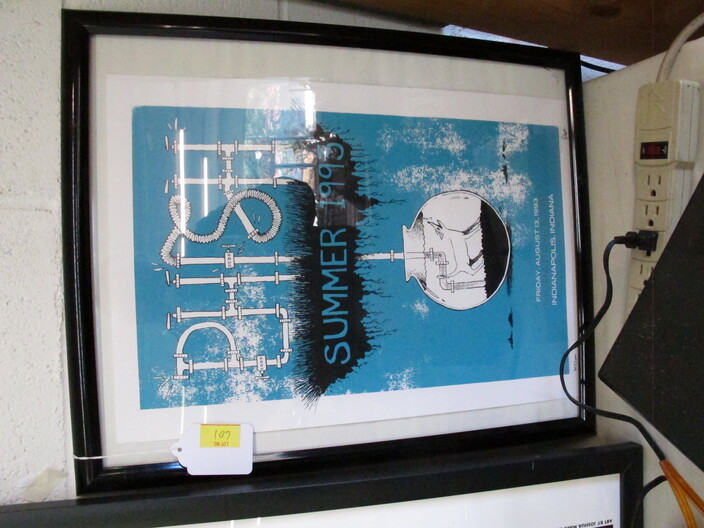 PHISH
SUMMER 1993
FRIDAY, AUGUST 13, 1993
INDIANAPOLIS, INDIANA
107